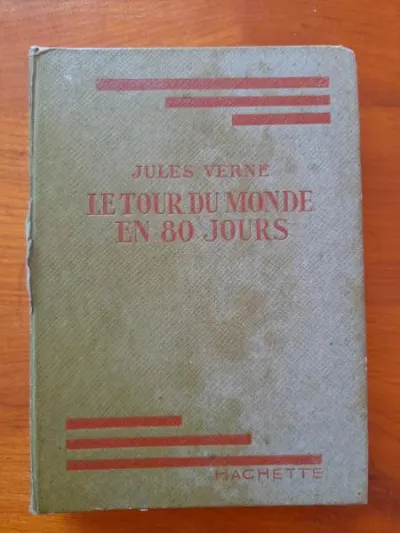 JULES VERNE
LE TOUR DU MONDE
EN 80 JOURS
HACHETTE